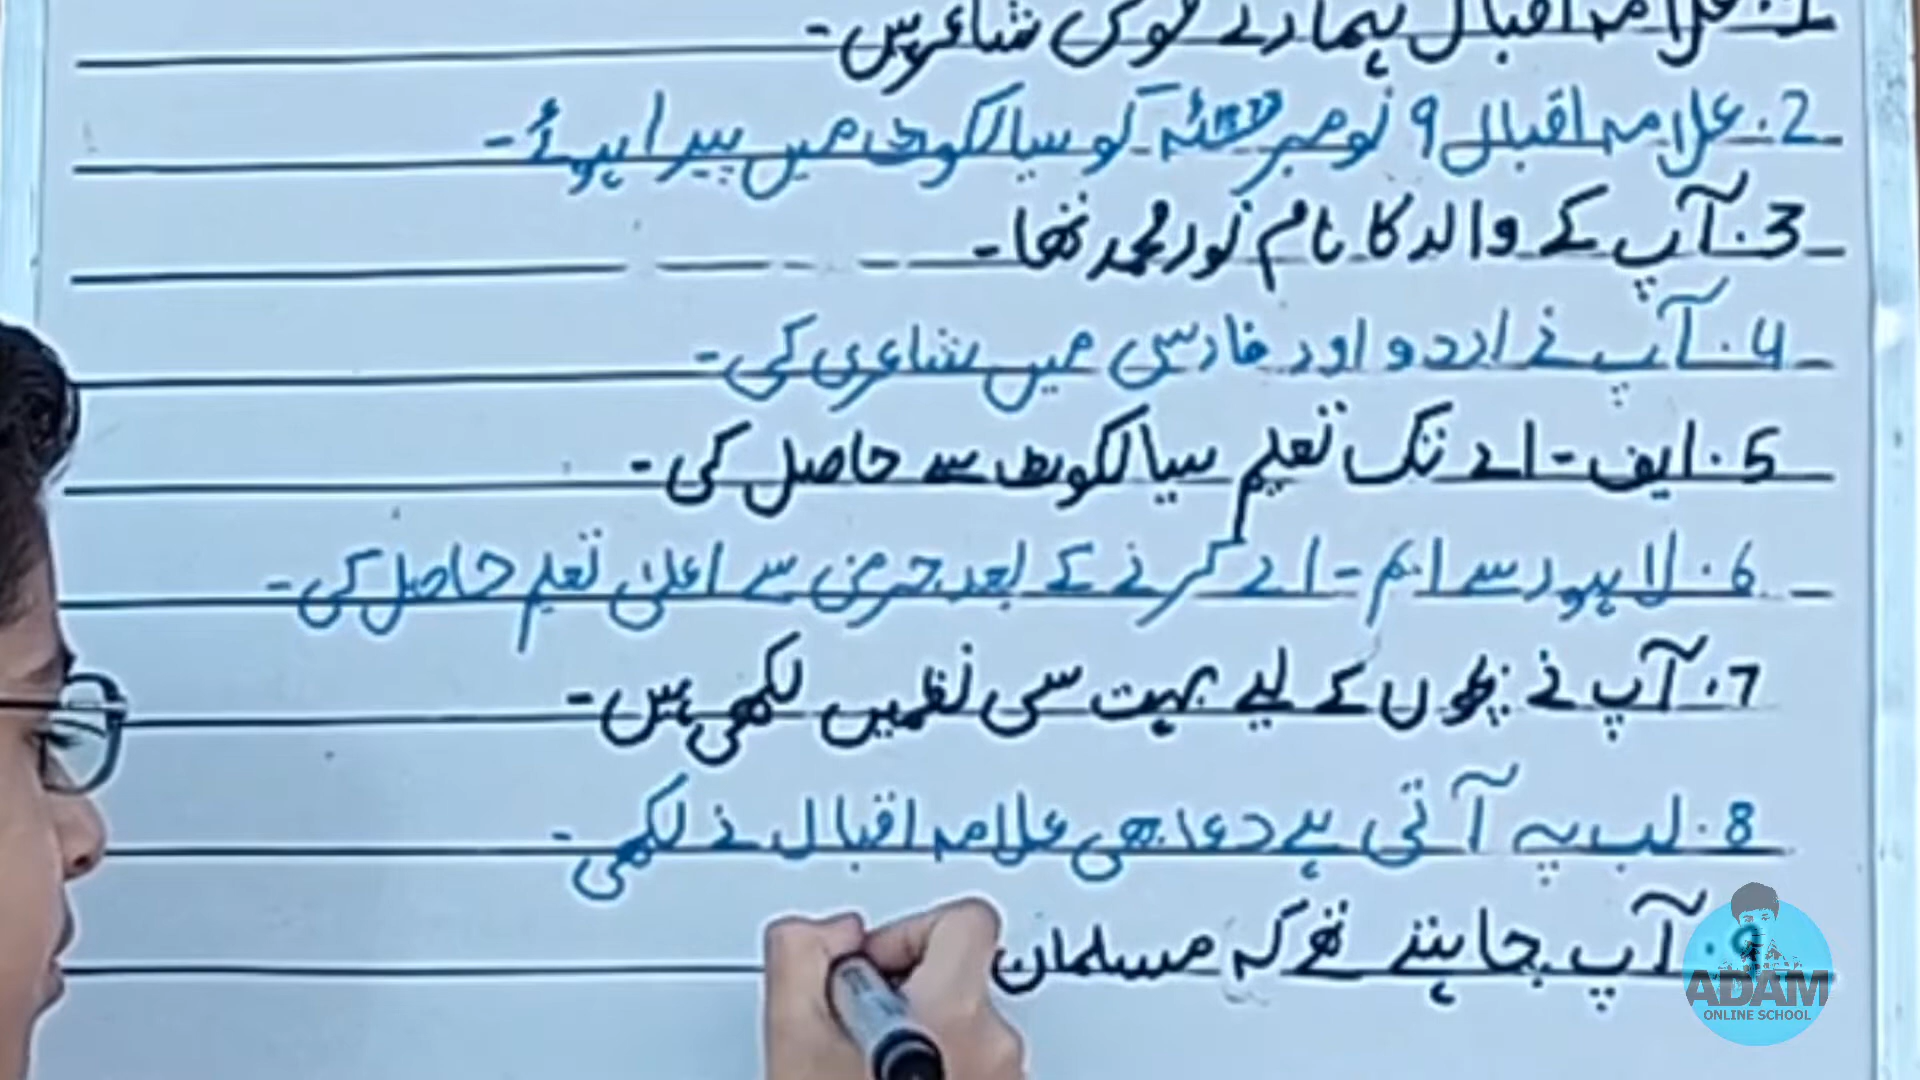 1. علامہ اقبال ہمارے قومی شاعر ہیں۔
2. علامہ اقبال 9 نومبر 1877ء کو سیالکوٹ میں پیدا ہوئے۔
3. آپ کے والد کا نام نور محمد تھا۔
4. آپ نے اردو اور فارسی میں شاعری کی۔
5. ایف-اے تک تعلیم سیالکوٹ سے حاصل کی۔
6. لاہور سے ایم-اے کرنے کے بعد جرمنی سے اعلیٰ تعلیم حاصل کی۔
7. آپ نے بچوں کے لیے بہت سی نظمیں لکھی ہیں۔
8. لب پہ آتی ہے دعا بھی علامہ اقبال نے لکھی۔
9. آپ چاہتے تھے کہ مسلمان
ADAM
ONLINE SCHOOL